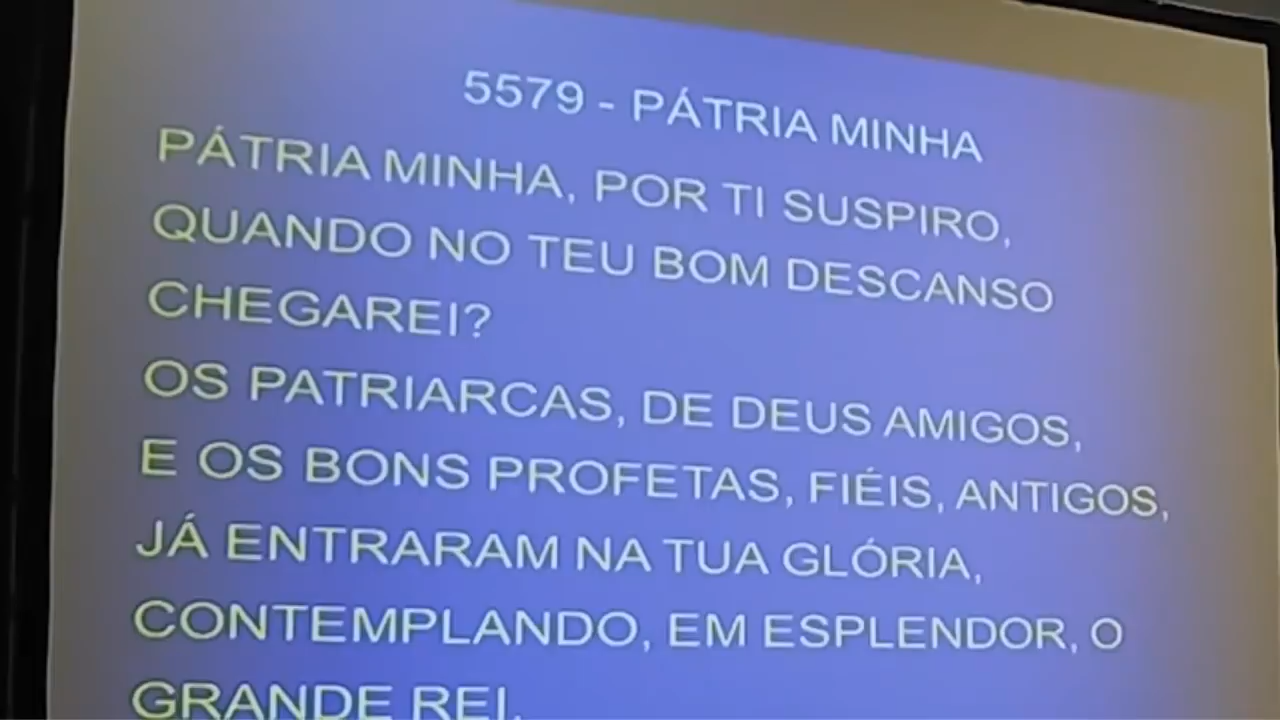 5579 - PÁTRIA MINHA
PÁTRIA MINHA, POR TI SUSPIRO,
QUANDO NO TEU BOM DESCANSO
CHEGAREI?
OS PATRIARCAS, DE DEUS AMIGOS,
E OS BONS PROFETAS, FIÉIS, ANTIGOS,
JÁ ENTRARAM NA TUA GLÓRIA,
CONTEMPLANDO, EM ESPLENDOR, O
GRANDE REI.